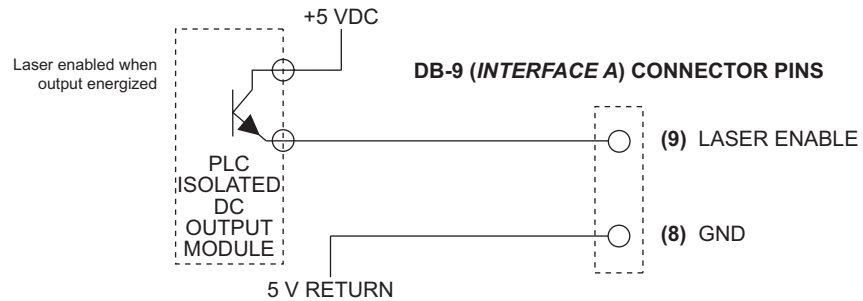 +5 VDC
Laser enabled when
output energized
DB-9 (INTERFACE A) CONNECTOR PINS
(9) LASER ENABLE
PLC
ISOLATED
DC
OUTPUT
MODULE
(8) GND
5 V RETURN